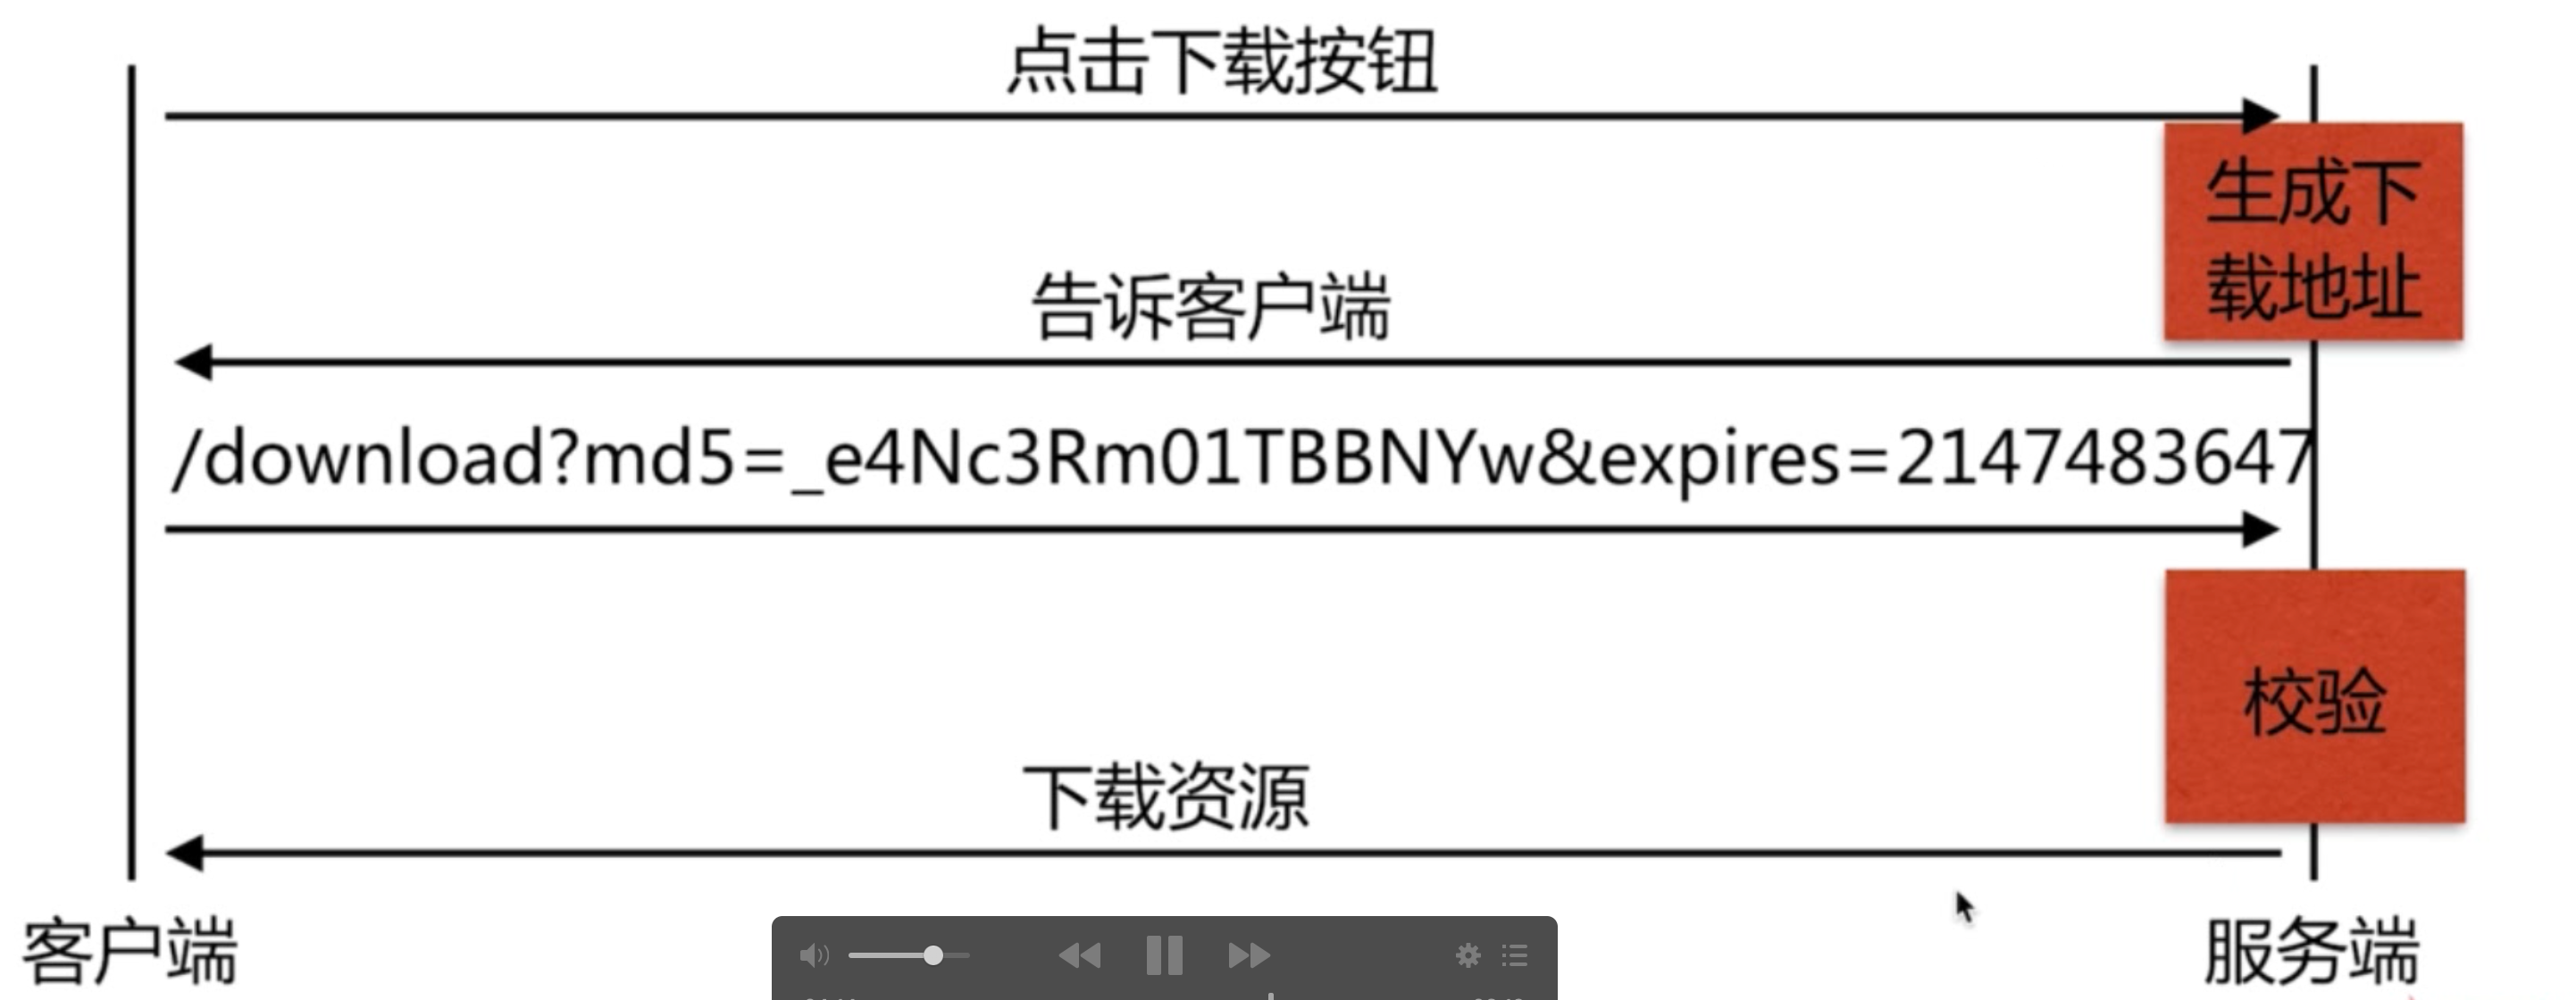 点击下载按钮
生成下
载地址
告诉客户端
/download?md5=_e4Nc3Rm01TBBNYw&expires=2147483647
校验
下载资源
客户端
服务端